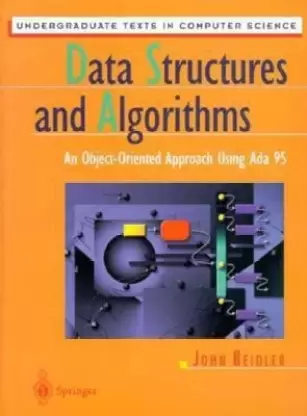 UNDERGRADUATE TEXTS IN COMPUTER SCIENCE
Data Structures
and Algorithms
An Object-Oriented Approach Using Ada 95
JOHN BEIDLER
Springer